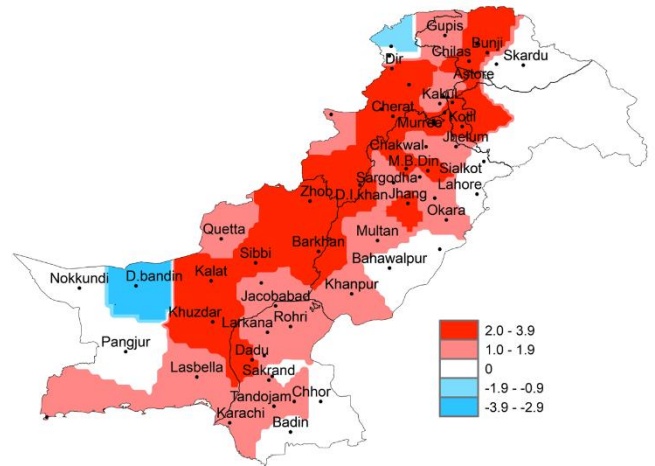 Gupis
Bunji
Chilas
Skardu
Dir
Astore
Kakul
Cherat
Murree
Kotli
Chakwal
Jhelum
M.B.Din
Sialkot
Sargodha
Zhob
D.I.khan
Jhang
Lahore
Okara
Quetta
Multan
Barkhan
Sibbi
Bahawalpur
Nokkundi
D.bandin
Kalat
Khanpur
Jacobabad
Khuzdar
Larkana
Rohri
Pangjur
Dadu
Lasbella
Sakrand
Tandojam
Chhor
Karachi
Badin
2.0 - 3.9
1.0 - 1.9
0
-1.9 - -0.9
-3.9 - -2.9